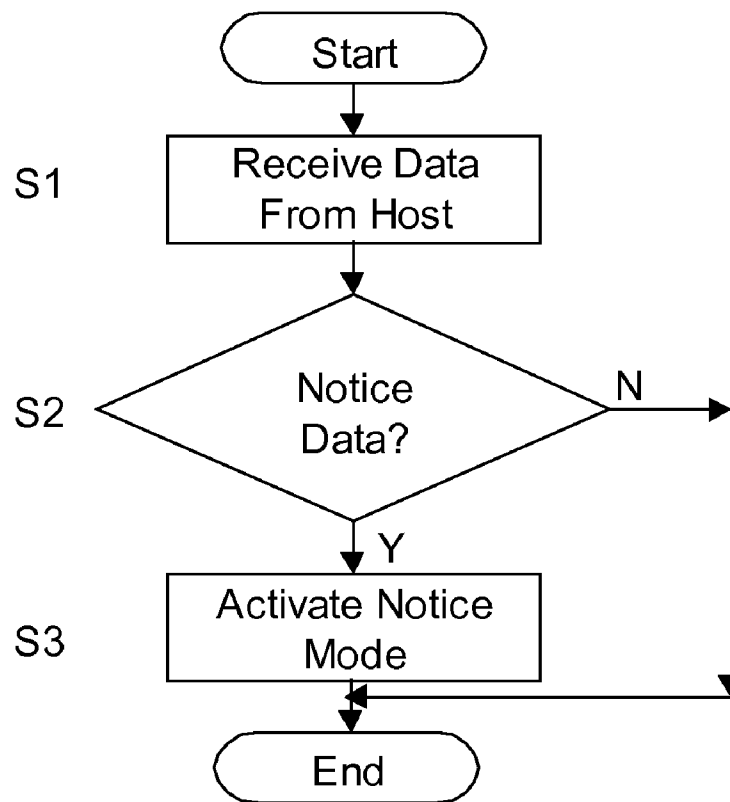 Start
S1
Receive Data
From Host
S2
Notice
Data?
N
Y
S3
Activate Notice
Mode
End